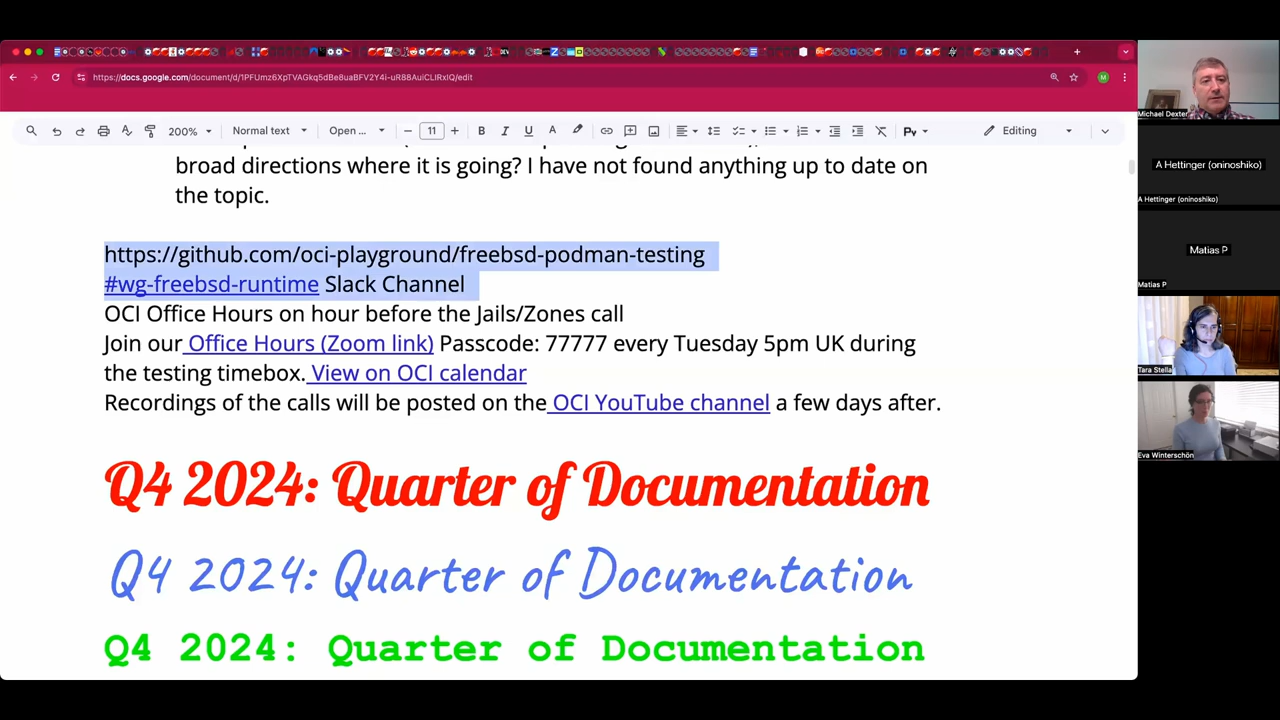 https://docs.google.com/document/d/1PFUmz6XpTVAGkq5dBe8uaBFV2Y4i-uR88AuiCLIRxIQ/edit
M
200%
Normal text
Open ...
11
B I U A
Editing
broad directions where it is going? I have not found anything up to date on
the topic.
https://github.com/oci-playground/freebsd-podman-testing
#wg-freebsd-runtime Slack Channel
OCI Office Hours on hour before the Jails/Zones call
Join our Office Hours (Zoom link) Passcode: 77777 every Tuesday 5pm UK during
the testing timebox. View on OCI calendar
Recordings of the calls will be posted on the OCI YouTube channel a few days after.
Q4 2024: Quarter of Documentation
Q4 2024: Quarter of Documentation
Q4 2024: Quarter of Documentation
Michael Dexter
A Hettinger (oninoshiko)
A Hettinger (oninoshiko)
Matias P
Matias P
Tara Stella
Eva Winterschön